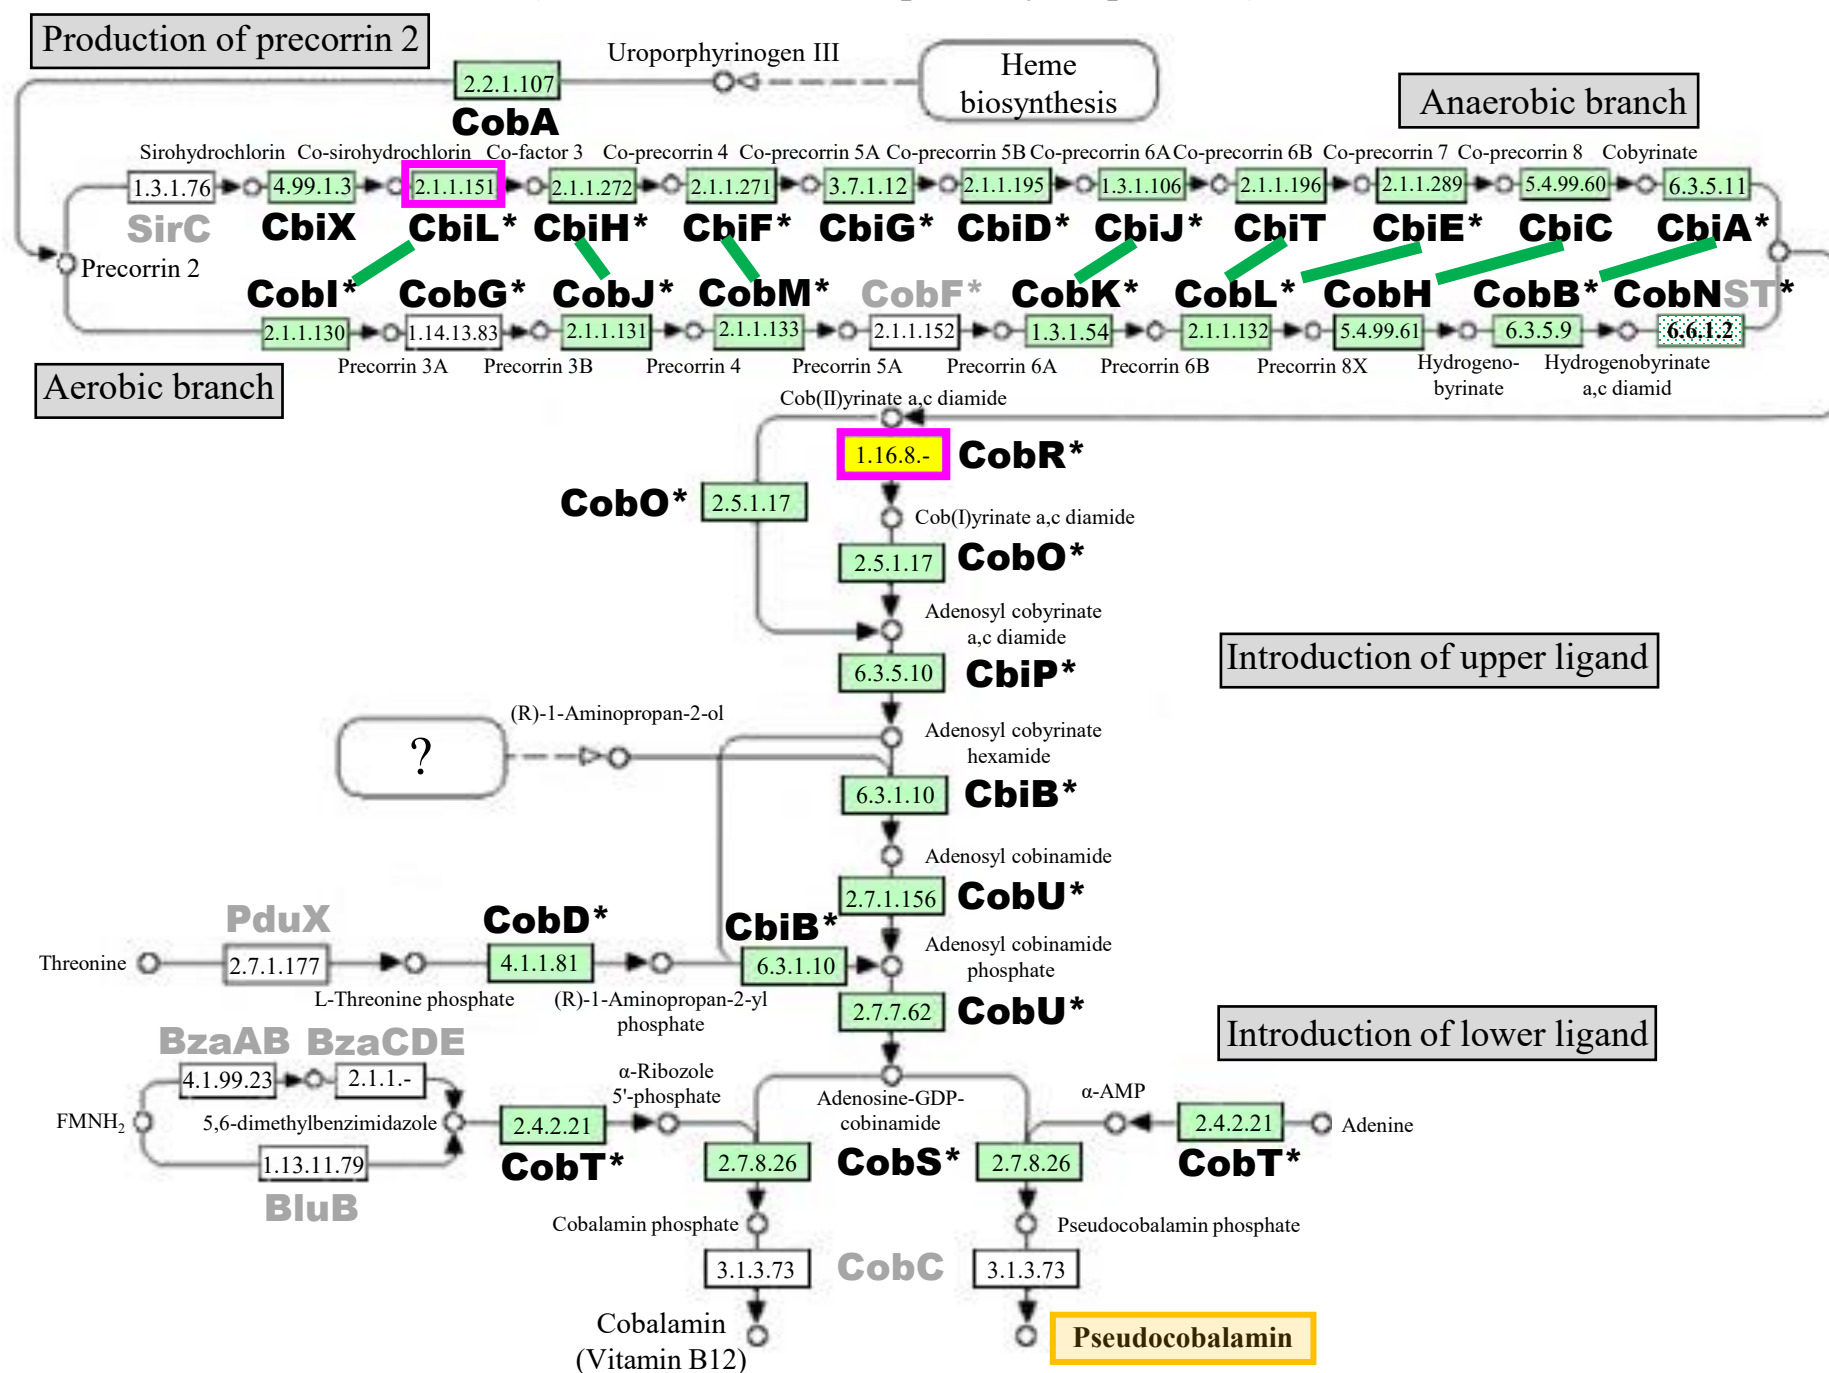 Production of precorrin 2
Uroporphyrinogen III
Heme
biosynthesis
2.2.1.107
CobA
Anaerobic branch
Sirohydrochlorin Co-sirohydrochlorin Co-factor 3 Co-precorrin 4 Co-precorrin 5A Co-precorrin 5B Co-precorrin 6A Co-precorrin 6B Co-precorrin 7 Co-precorrin 8 Cobyrinate
1.3.1.76 4.99.1.3 2.1.1.151 2.1.1.272 2.1.1.271 3.7.1.12 2.1.1.195 1.3.1.106 2.1.1.196 2.1.1.289 5.4.99.60 6.3.5.11
SirC CbiX CbiL* CbiH* CbiF* CbiG* CbiD* CbiJ* CbiT CbiE* CbiC CbiA*
Precorrin 2
CobI* CobG* CobJ* CobM* CobF* CobK* CobL* CobH CobB* CobNST*
2.1.1.130 1.14.13.83 2.1.1.131 2.1.1.133 2.1.1.152 1.3.1.54 2.1.1.132 5.4.99.61 6.3.5.9 6.6.1.2
Precorrin 3A Precorrin 3B Precorrin 4 Precorrin 5A Precorrin 6A Precorrin 6B Precorrin 8X Hydrogeno- Hydrogenobyrinate
byrinate a,c diamid
Aerobic branch
Cob(II)yrinate a,c diamide
1.16.8.- CobR*
CobO* 2.5.1.17
Cob(I)yrinate a,c diamide
2.5.1.17 CobO*
Adenosyl cobyrinate
a,c diamide
Introduction of upper ligand
6.3.5.10 CbiP*
(R)-1-Aminopropan-2-ol
Adenosyl cobyrinate
hexamide
?
6.3.1.10 CbiB*
Adenosyl cobinamide
2.7.1.156 CobU*
PduX CobD* CbiB*
Adenosyl cobinamide
phosphate
Threonine 2.7.1.177 4.1.1.81 6.3.1.10
L-Threonine phosphate (R)-1-Aminopropan-2-yl
phosphate
2.7.7.62 CobU*
Introduction of lower ligand
BzaAB BzaCDE
4.1.99.23 2.1.1.-
α-Ribozole
5'-phosphate
Adenosine-GDP-
cobinamide
α-AMP
FMNH2 5,6-dimethylbenzimidazole 2.4.2.21 2.4.2.21 Adenine
1.13.11.79 CobT* 2.7.8.26 CobS* 2.7.8.26 CobT*
BluB
Cobalamin phosphate Pseudocobalamin phosphate
3.1.3.73 CobC 3.1.3.73
Cobalamin
(Vitamin B12)
Pseudocobalamin